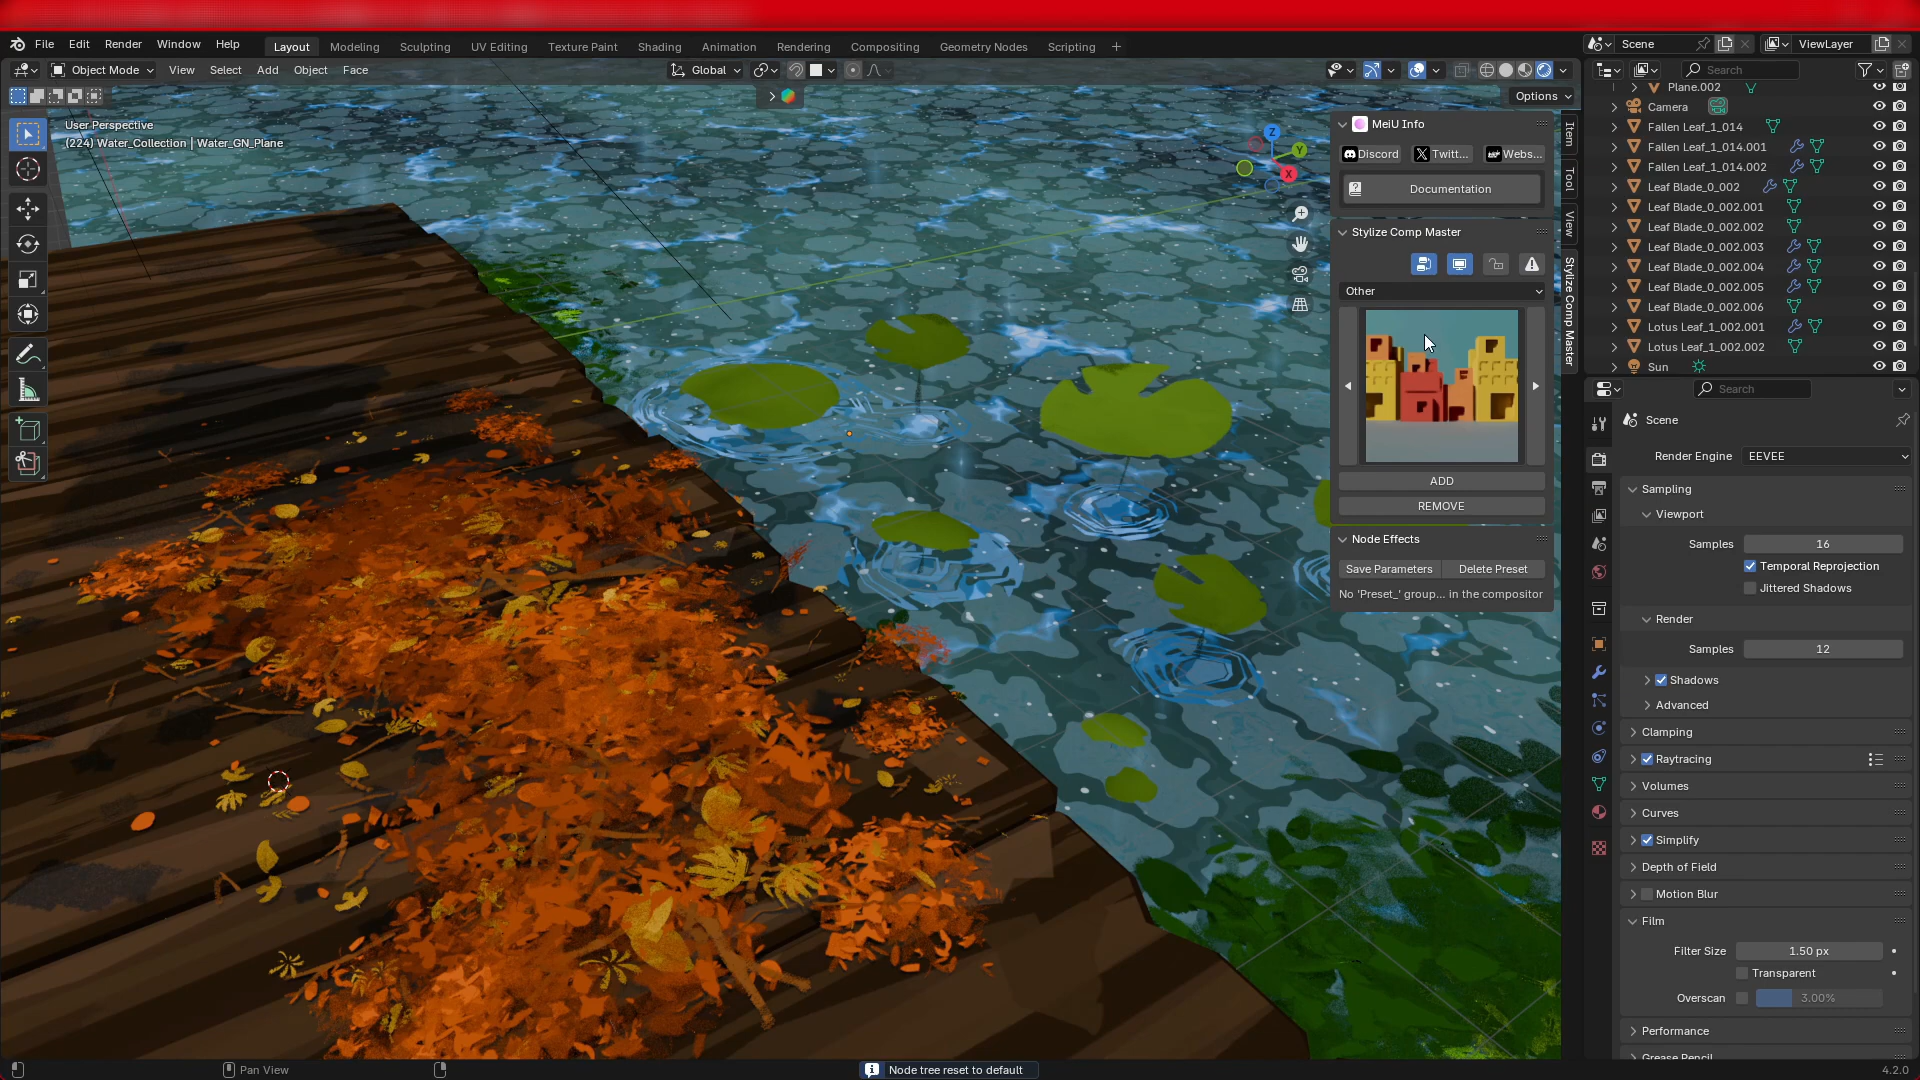 File Edit Render Window Help
Layout Modeling Sculpting UV Editing Texture Paint Shading Animation Rendering Compositing Geometry Nodes Scripting +
Scene
ViewLayer
Object Mode View Select Add Object Face
Global
Search
Options
User Perspective
(224) Water_Collection | Water_GN_Plane
Z
Y
X
MeiU Info
Discord Twitt... Webs...
Documentation
Stylize Comp Master
Other
ADD
REMOVE
Node Effects
Save Parameters Delete Preset
No 'Preset_' group... in the compositor
Item
Tool
View
Stylize Comp Master
Plane.002
Camera
Fallen Leaf_1_014
Fallen Leaf_1_014.001
Fallen Leaf_1_014.002
Leaf Blade_0_002
Leaf Blade_0_002.001
Leaf Blade_0_002.002
Leaf Blade_0_002.003
Leaf Blade_0_002.004
Leaf Blade_0_002.005
Leaf Blade_0_002.006
Lotus Leaf_1_002.001
Lotus Leaf_1_002.002
Sun
Search
Scene
Render Engine EEVEE
Sampling
Viewport
Samples 16
Temporal Reprojection
Jittered Shadows
Render
Samples 12
Shadows
Advanced
Clamping
Raytracing
Volumes
Curves
Simplify
Depth of Field
Motion Blur
Film
Filter Size 1.50 px
Transparent
Overscan 3.00%
Performance
Grease Pencil
Pan View
Node tree reset to default
4.2.0